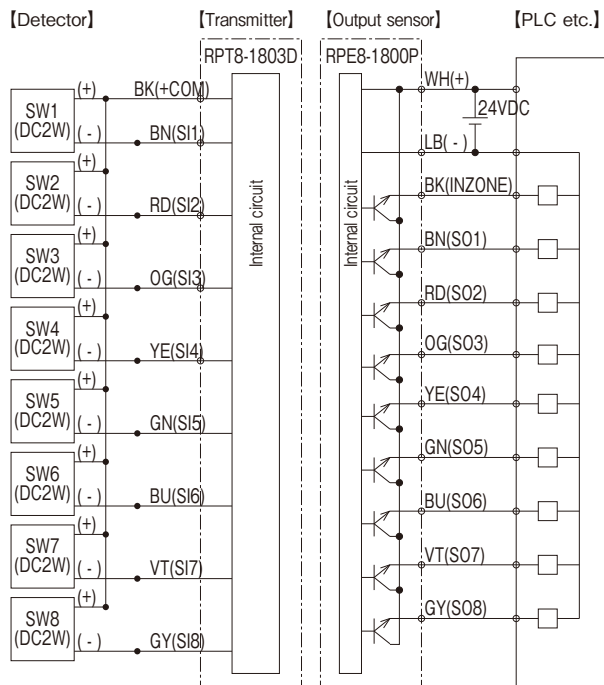 【Detector】 【Transmitter】 【Output sensor】 【PLC etc.】
RPT8-1803D RPE8-1800P
SW1
(DC2W)
(+) BK(+COM)
(-) BN(SI1)
SW2
(DC2W)
(+)
(-) RD(SI2)
SW3
(DC2W)
(+)
(-) OG(SI3)
SW4
(DC2W)
(+)
(-) YE(SI4)
SW5
(DC2W)
(+)
(-) GN(SI5)
SW6
(DC2W)
(+)
(-) BU(SI6)
SW7
(DC2W)
(+)
(-) VT(SI7)
SW8
(DC2W)
(+)
(-) GY(SI8)
Internal circuit
Internal circuit
WH(+)
24VDC
LB(-)
BK(INZONE)
BN(SO1)
RD(SO2)
OG(SO3)
YE(SO4)
GN(SO5)
BU(SO6)
VT(SO7)
GY(SO8)